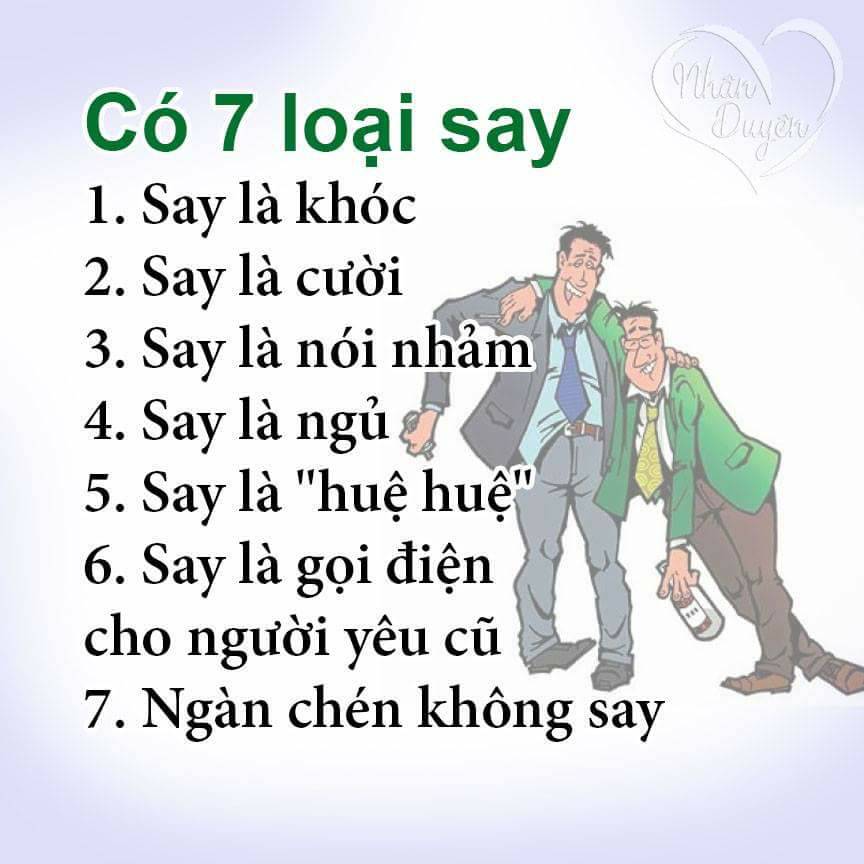 Nhân
Duyên
Có 7 loại say
1. Say là khóc
2. Say là cười
3. Say là nói nhảm
4. Say là ngủ
5. Say là "huệ huệ"
6. Say là gọi điện
cho người yêu cũ
7. Ngàn chén không say